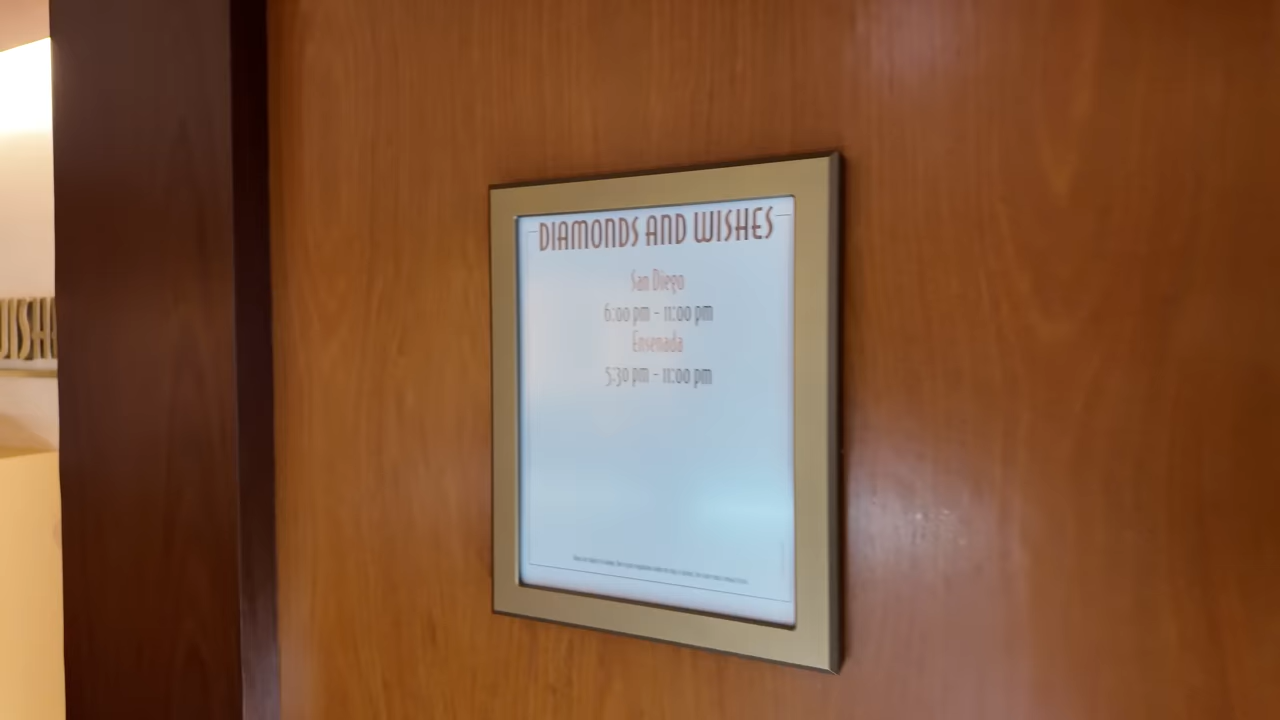 DIAMONDS AND WISHES
San Diego
6:00 pm - 11:00 pm
Ensenada
5:30 pm - 11:00 pm